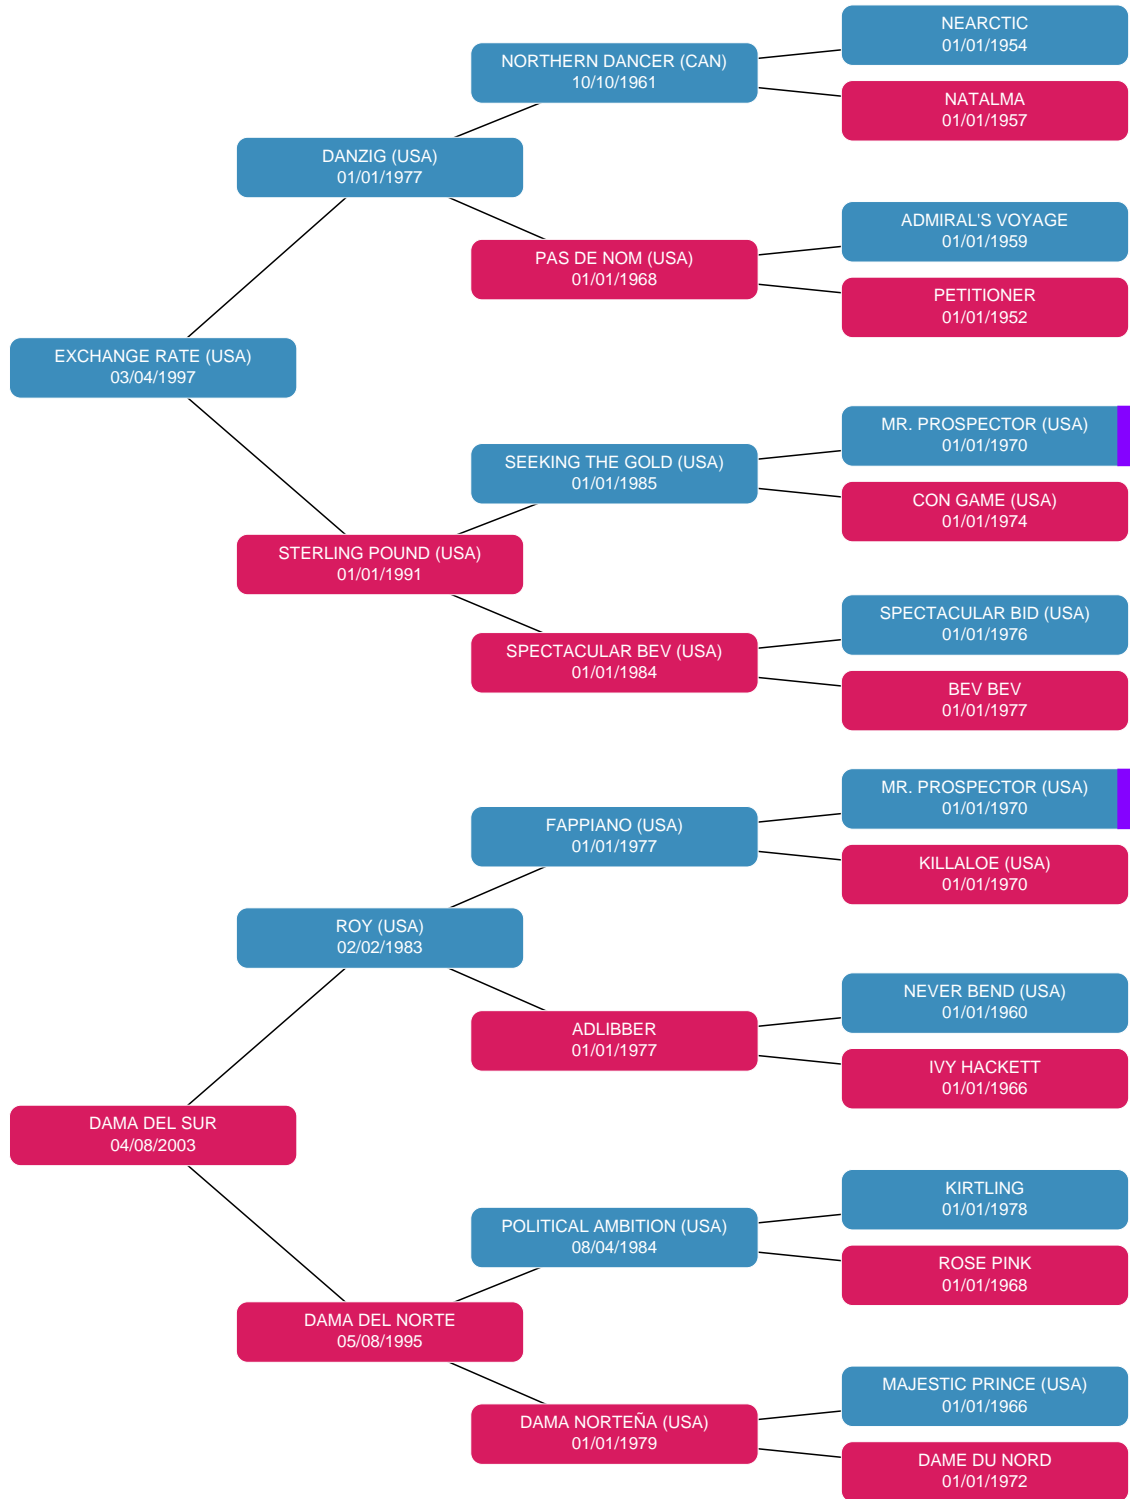 NEARCTIC
01/01/1954
NORTHERN DANCER (CAN)
10/10/1961
NATALMA
01/01/1957
DANZIG (USA)
01/01/1977
ADMIRAL'S VOYAGE
01/01/1959
PAS DE NOM (USA)
01/01/1968
PETITIONER
01/01/1952
EXCHANGE RATE (USA)
03/04/1997
MR. PROSPECTOR (USA)
01/01/1970
SEEKING THE GOLD (USA)
01/01/1985
CON GAME (USA)
01/01/1974
STERLING POUND (USA)
01/01/1991
SPECTACULAR BID (USA)
01/01/1976
SPECTACULAR BEV (USA)
01/01/1984
BEV BEV
01/01/1977
MR. PROSPECTOR (USA)
01/01/1970
FAPPIANO (USA)
01/01/1977
KILLALOE (USA)
01/01/1970
ROY (USA)
02/02/1983
NEVER BEND (USA)
01/01/1960
ADLIBBER
01/01/1977
IVY HACKETT
01/01/1966
DAMA DEL SUR
04/08/2003
KIRTLING
01/01/1978
POLITICAL AMBITION (USA)
08/04/1984
ROSE PINK
01/01/1968
DAMA DEL NORTE
05/08/1995
MAJESTIC PRINCE (USA)
01/01/1966
DAMA NORTEÑA (USA)
01/01/1979
DAME DU NORD
01/01/1972